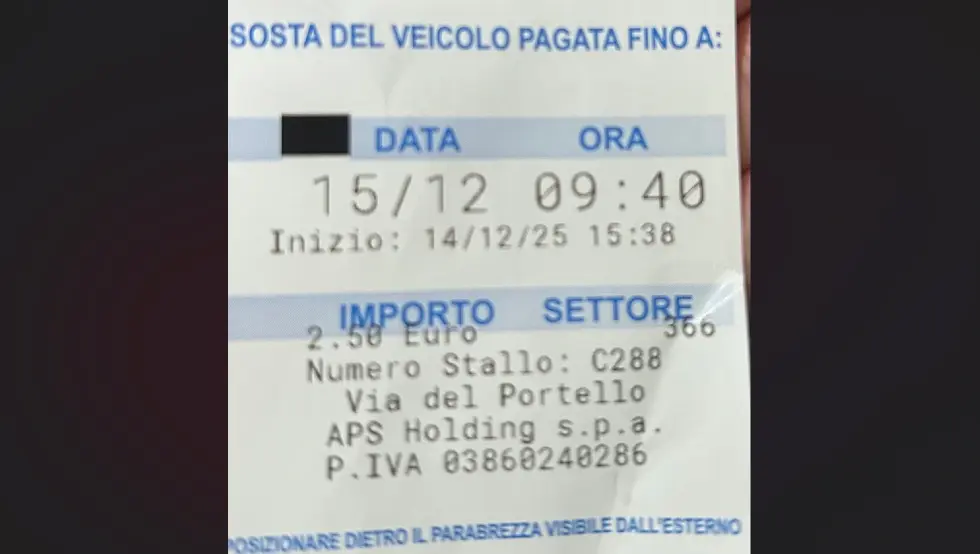 SOSTA DEL VEICOLO PAGATA FINO A:
DATA ORA
15/12 09:40
Inizio: 14/12/25 15:38
IMPORTO SETTORE
2.50 Euro 366
Numero Stallo: C288
Via del Portello
APS Holding s.p.a.
P.IVA 03860240286
POSIZIONARE DIETRO IL PARABREZZA VISIBILE DALL'ESTERNO